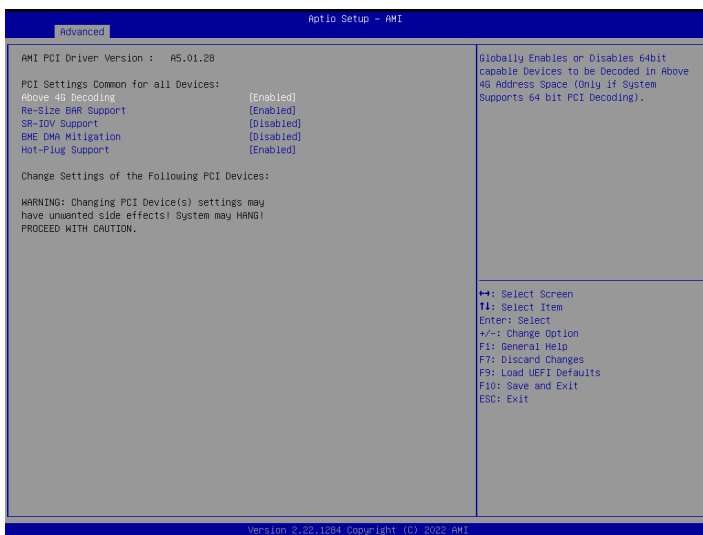 Aptio Setup – AMI
Advanced
AMI PCI Driver Version : A5.01.28
PCI Settings Common for all Devices:
Above 4G Decoding [Enabled]
Re-Size BAR Support [Enabled]
SR-IOV Support [Disabled]
BME DMA Mitigation [Disabled]
Hot-Plug Support [Enabled]
Change Settings of the Following PCI Devices:
WARNING: Changing PCI Device(s) settings may
have unwanted side effects! System may HANG!
PROCEED WITH CAUTION.
Globally Enables or Disables 64bit
capable Devices to be Decoded in Above
4G Address Space (Only if System
Supports 64 bit PCI Decoding).
↔: Select Screen
↑↓: Select Item
Enter: Select
+/-: Change Option
F1: General Help
F7: Discard Changes
F9: Load UEFI Defaults
F10: Save and Exit
ESC: Exit
Version 2.22.1284 Copyright (C) 2022 AMI